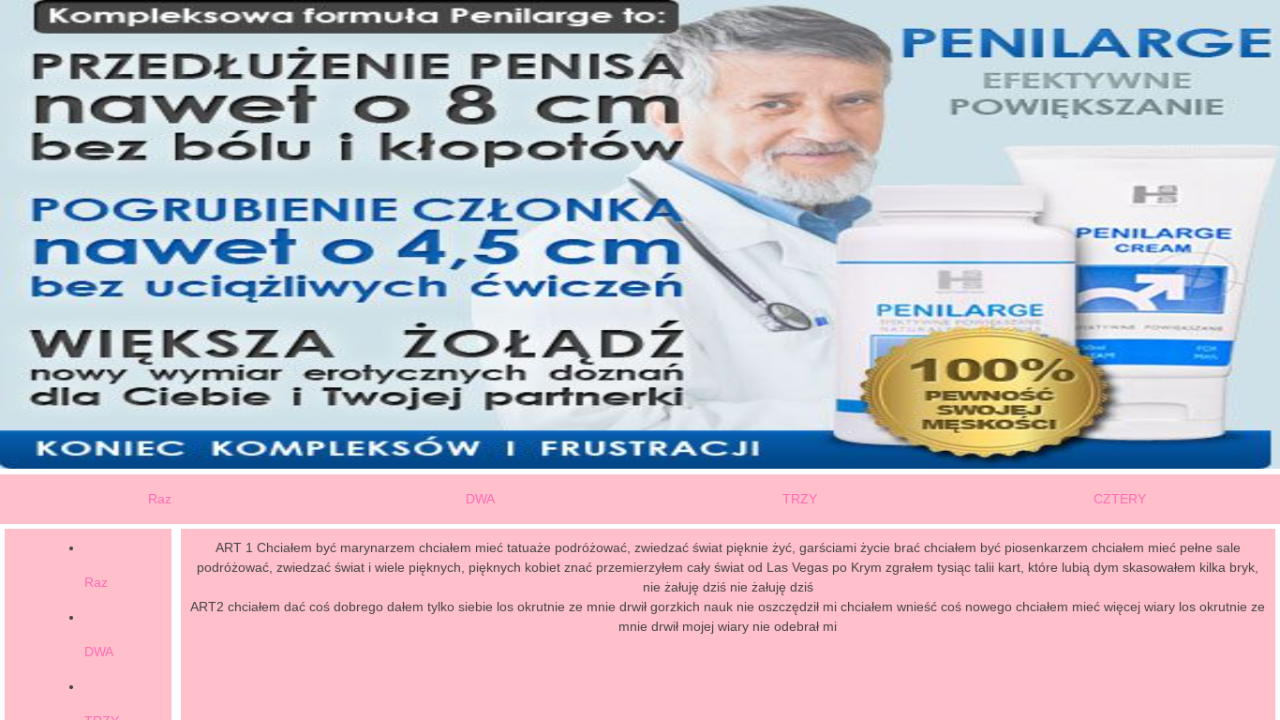 Kompleksowa formuła Penilarge to:
PRZEDŁUŻENIE PENISA
nawet o 8 cm
bez bólu i kłopotów
POGRUBIENIE CZŁONKA
nawet o 4,5 cm
bez uciążliwych ćwiczeń
WIĘKSZA ŻOŁĄDŹ
nowy wymiar erotycznych doznań
dla Ciebie i Twojej partnerki
KONIEC KOMPLEKSÓW I FRUSTRACJI
PENILARGE
EFEKTYWNE
POWIĘKSZANIE
PENILARGE
CREAM
PENILARGE
100%
PEWNOŚĆ
SWOJEJ
MĘSKOŚCI
Raz
DWA
TRZY
CZTERY
Raz
DWA
TRZY
ART 1 Chciałem być marynarzem chciałem mieć tatuaże podróżować, zwiedzać świat pięknie żyć, garściami życie brać chciałem być piosenkarzem chciałem mieć pełne sale
podróżować, zwiedzać świat i wiele pięknych, pięknych kobiet znać przemierzyłem cały świat od Las Vegas po Krym zgrałem tysiąc talii kart, które lubią dym skasowałem kilka bryk,
nie żałuję dziś nie żałuję dziś
ART2 chciałem dać coś dobrego dałem tylko siebie los okrutnie ze mnie drwił gorzkich nauk nie oszczędził mi chciałem wnieść coś nowego chciałem mieć więcej wiary los okrutnie ze
mnie drwił mojej wiary nie odebrał mi